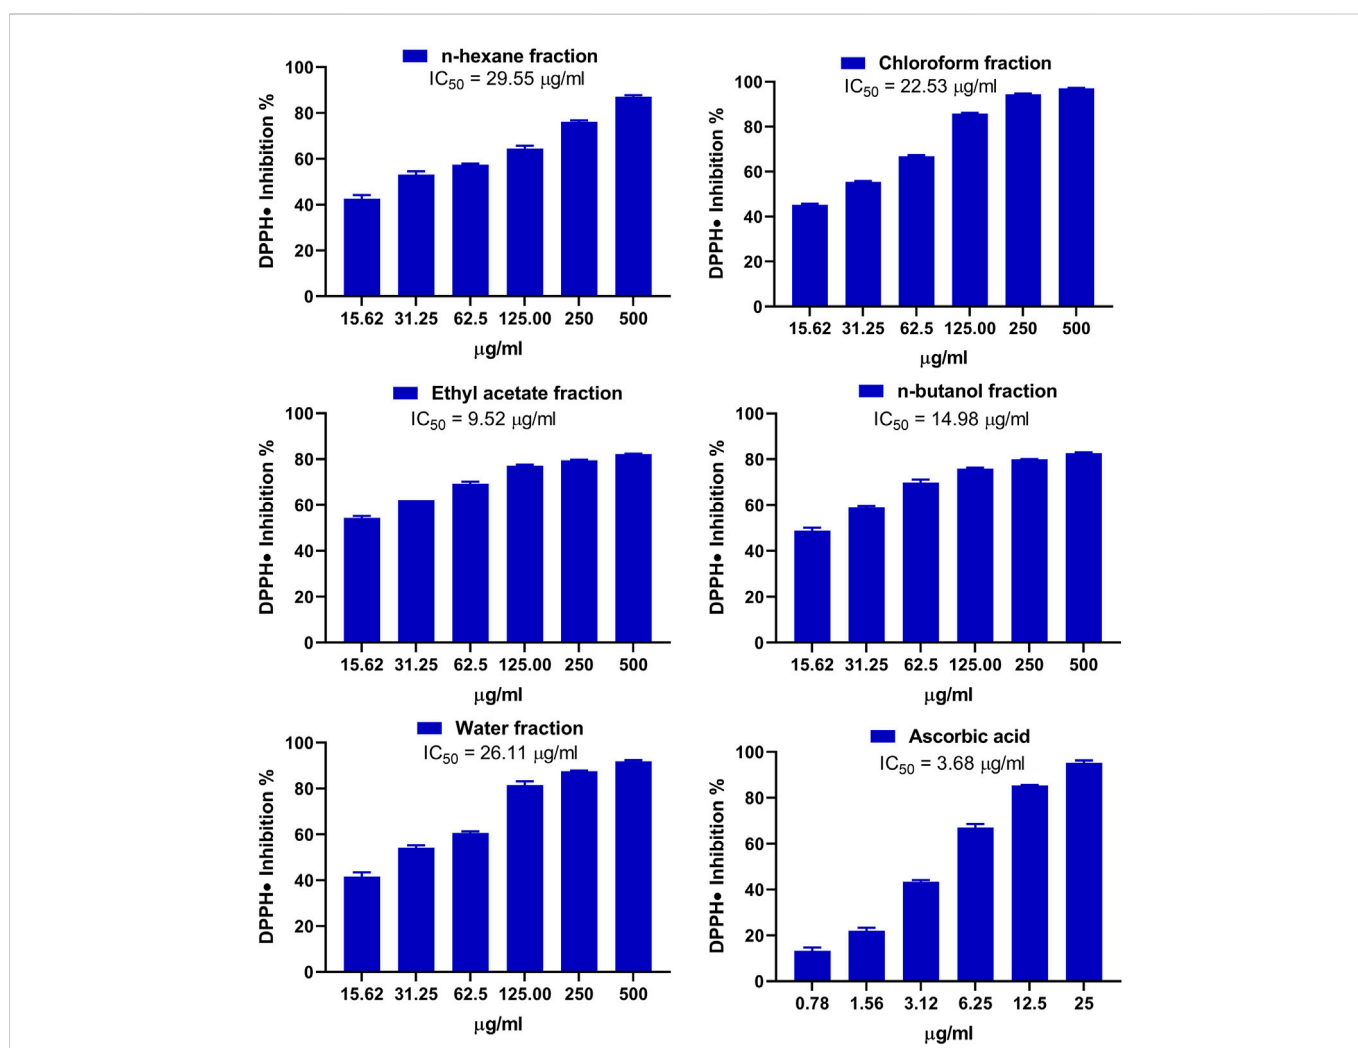 n-hexane fraction
IC50 = 29.55 μg/ml
DPPH● Inhibition %
100
80
60
40
20
0
15.62 31.25 62.5 125.00 250 500
μg/ml
Chloroform fraction
IC50 = 22.53 μg/ml
DPPH● Inhibition %
100
80
60
40
20
0
15.62 31.25 62.5 125.00 250 500
μg/ml
Ethyl acetate fraction
IC50 = 9.52 μg/ml
DPPH● Inhibition %
100
80
60
40
20
0
15.62 31.25 62.5 125.00 250 500
μg/ml
n-butanol fraction
IC50 = 14.98 μg/ml
DPPH● Inhibition %
100
80
60
40
20
0
15.62 31.25 62.5 125.00 250 500
μg/ml
Water fraction
IC50 = 26.11 μg/ml
DPPH● Inhibition %
100
80
60
40
20
0
15.62 31.25 62.5 125.00 250 500
μg/ml
Ascorbic acid
IC50 = 3.68 μg/ml
DPPH● Inhibition %
100
80
60
40
20
0
0.78 1.56 3.12 6.25 12.5 25
μg/ml